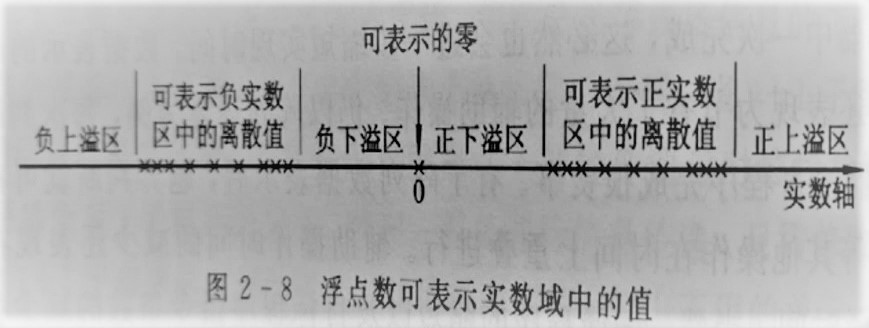 可表示的零
可表示负实数
区中的离散值
可表示正实数
区中的离散值
负上溢区
负下溢区
正下溢区
正上溢区
0
实数轴
图2-8 浮点数可表示实数域中的值